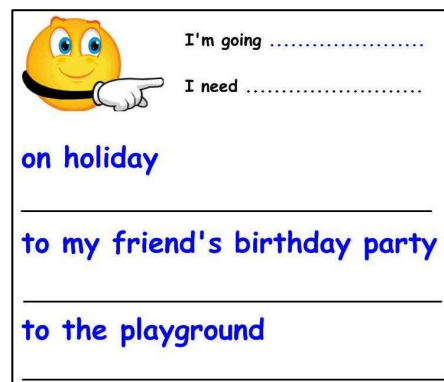 I'm going ......................
I need .........................
on holiday
to my friend's birthday party
to the playground